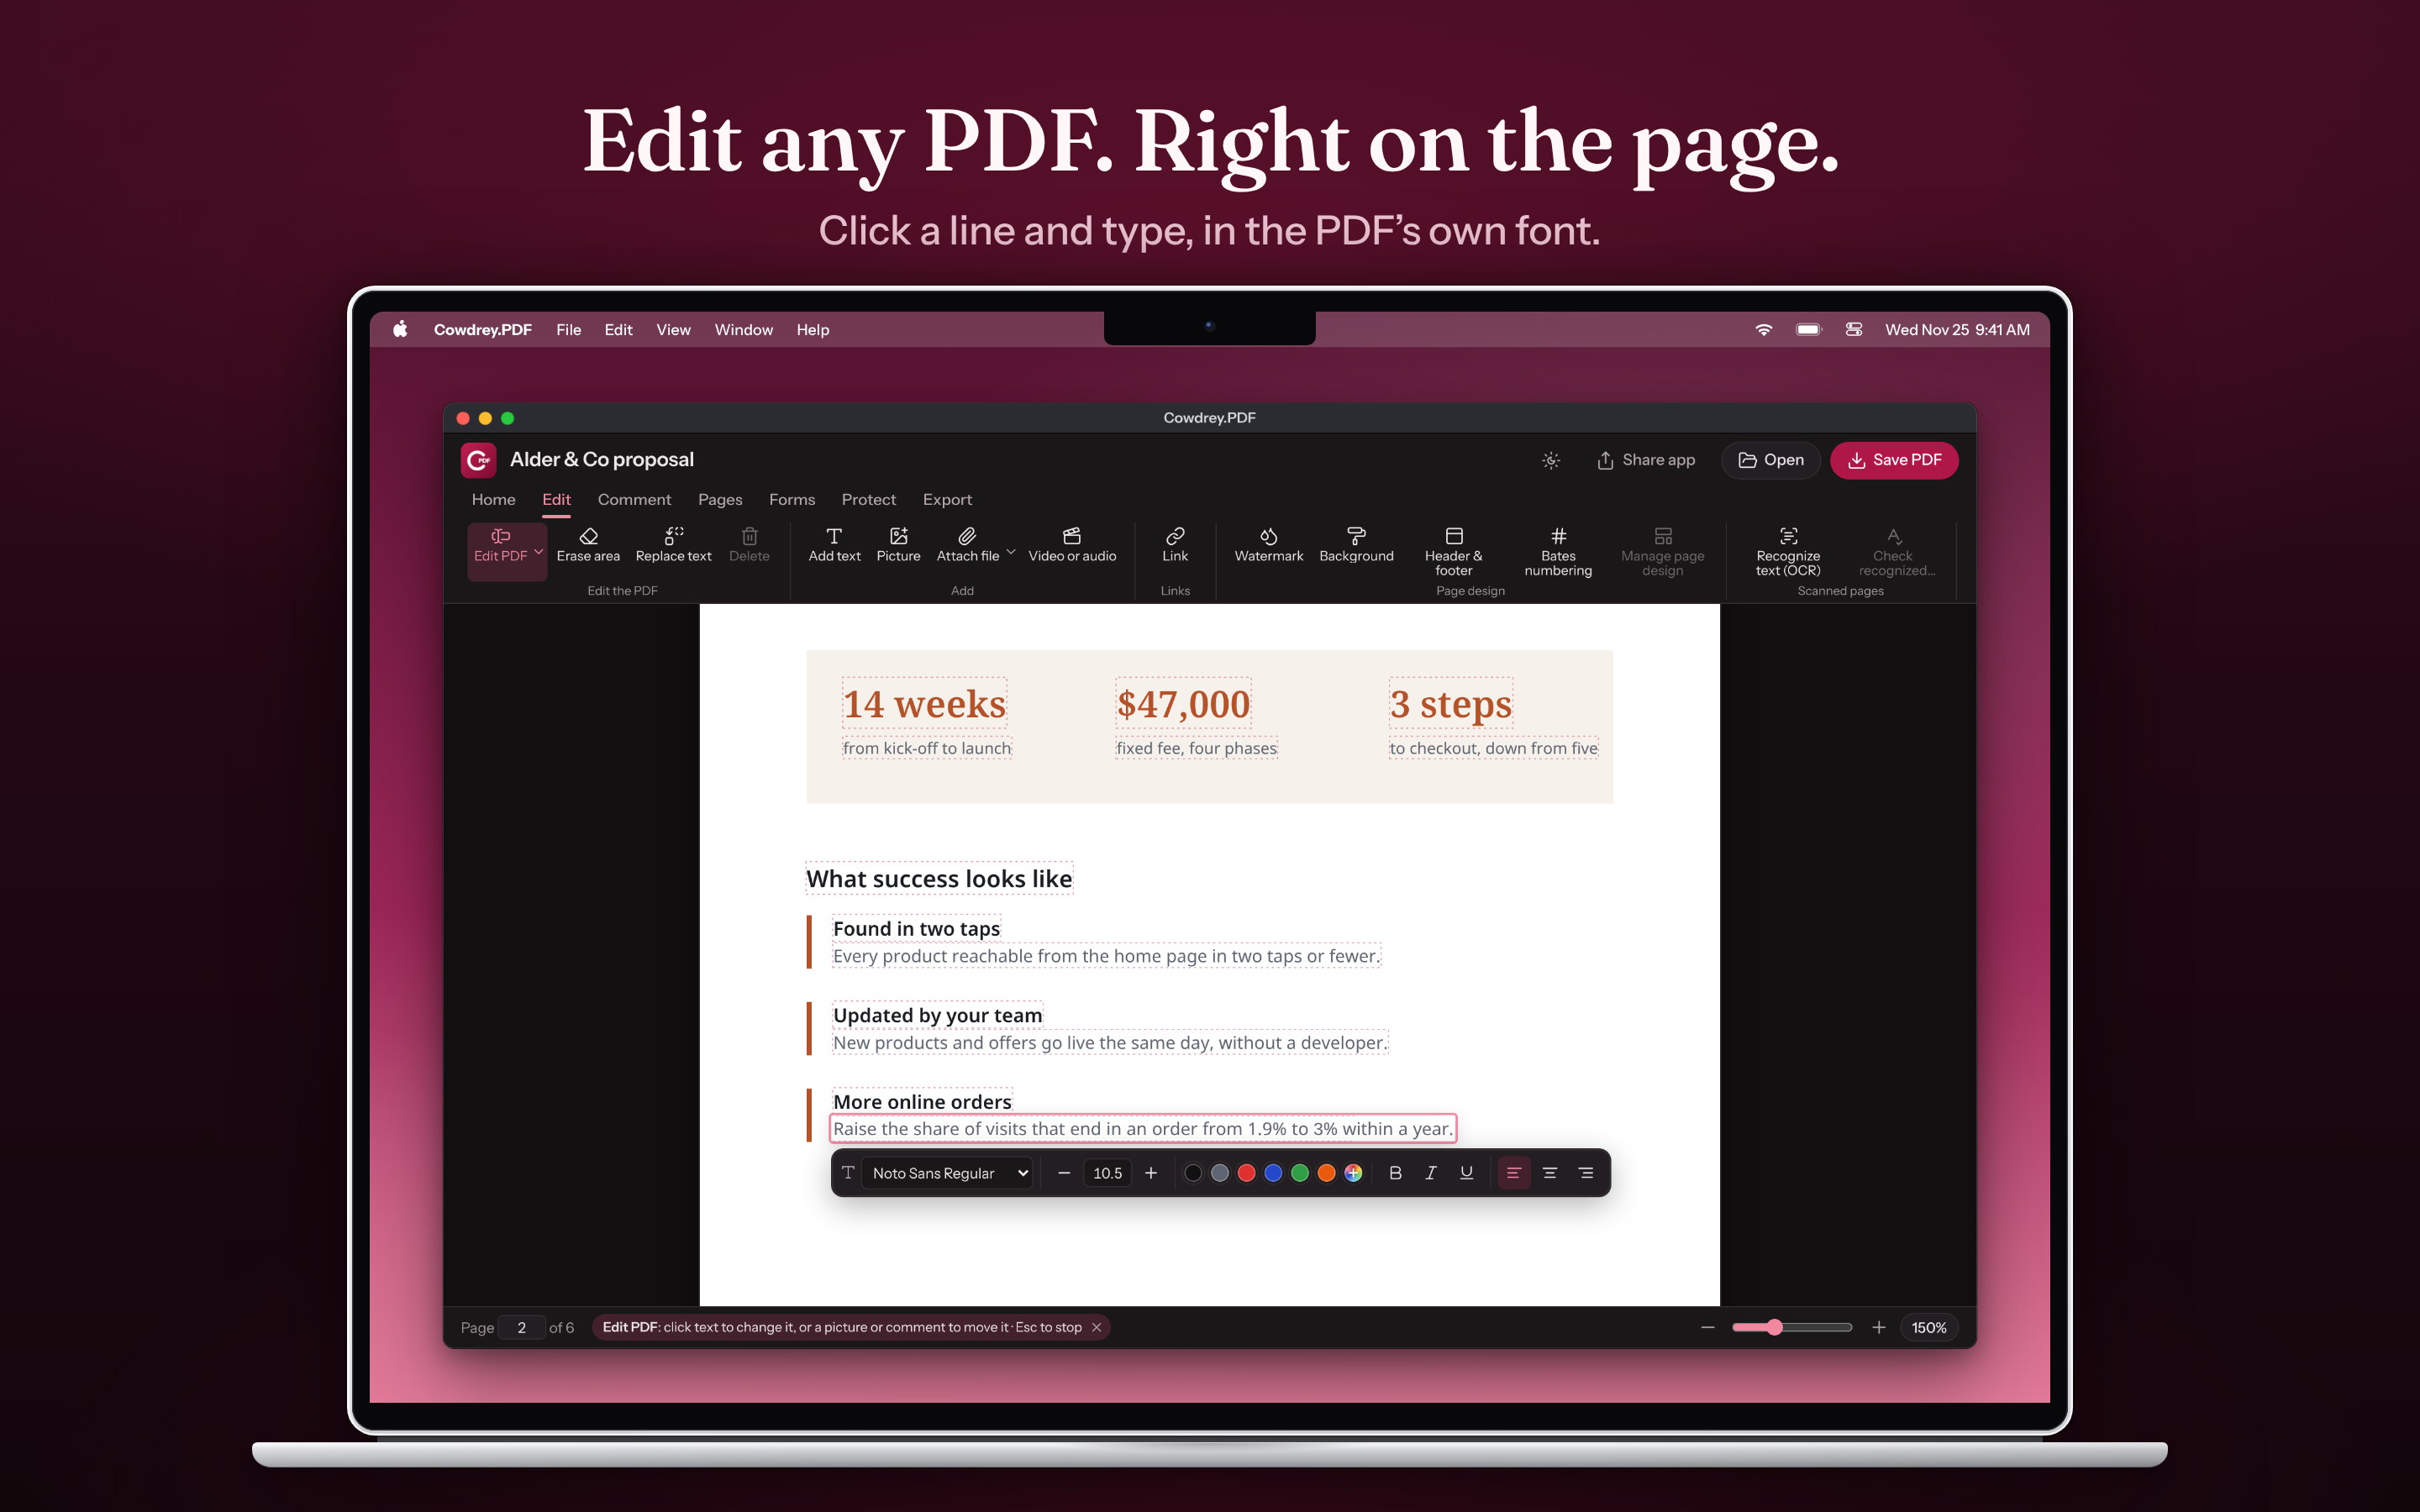 Edit any PDF. Right on the page.
Click a line and type, in the PDF’s own font.
Cowdrey.PDF File Edit View Window Help Wed Nov 25 9:41 AM
Cowdrey.PDF
PDF Alder & Co proposal Share app Open Save PDF
Home Edit Comment Pages Forms Protect Export
Edit PDF Erase area Replace text Delete Add text Picture Attach file Video or audio Link Watermark Background Header & footer Bates numbering Manage page design Recognize text (OCR) Check recognized…
Edit the PDF Add Links Page design Scanned pages
14 weeks $47,000 3 steps
from kick-off to launch fixed fee, four phases to checkout, down from five
What success looks like
Found in two taps
Every product reachable from the home page in two taps or fewer.
Updated by your team
New products and offers go live the same day, without a developer.
More online orders
Raise the share of visits that end in an order from 1.9% to 3% within a year.
Noto Sans Regular 10.5 B I U
Page 2 of 6 Edit PDF: click text to change it, or a picture or comment to move it · Esc to stop 150%